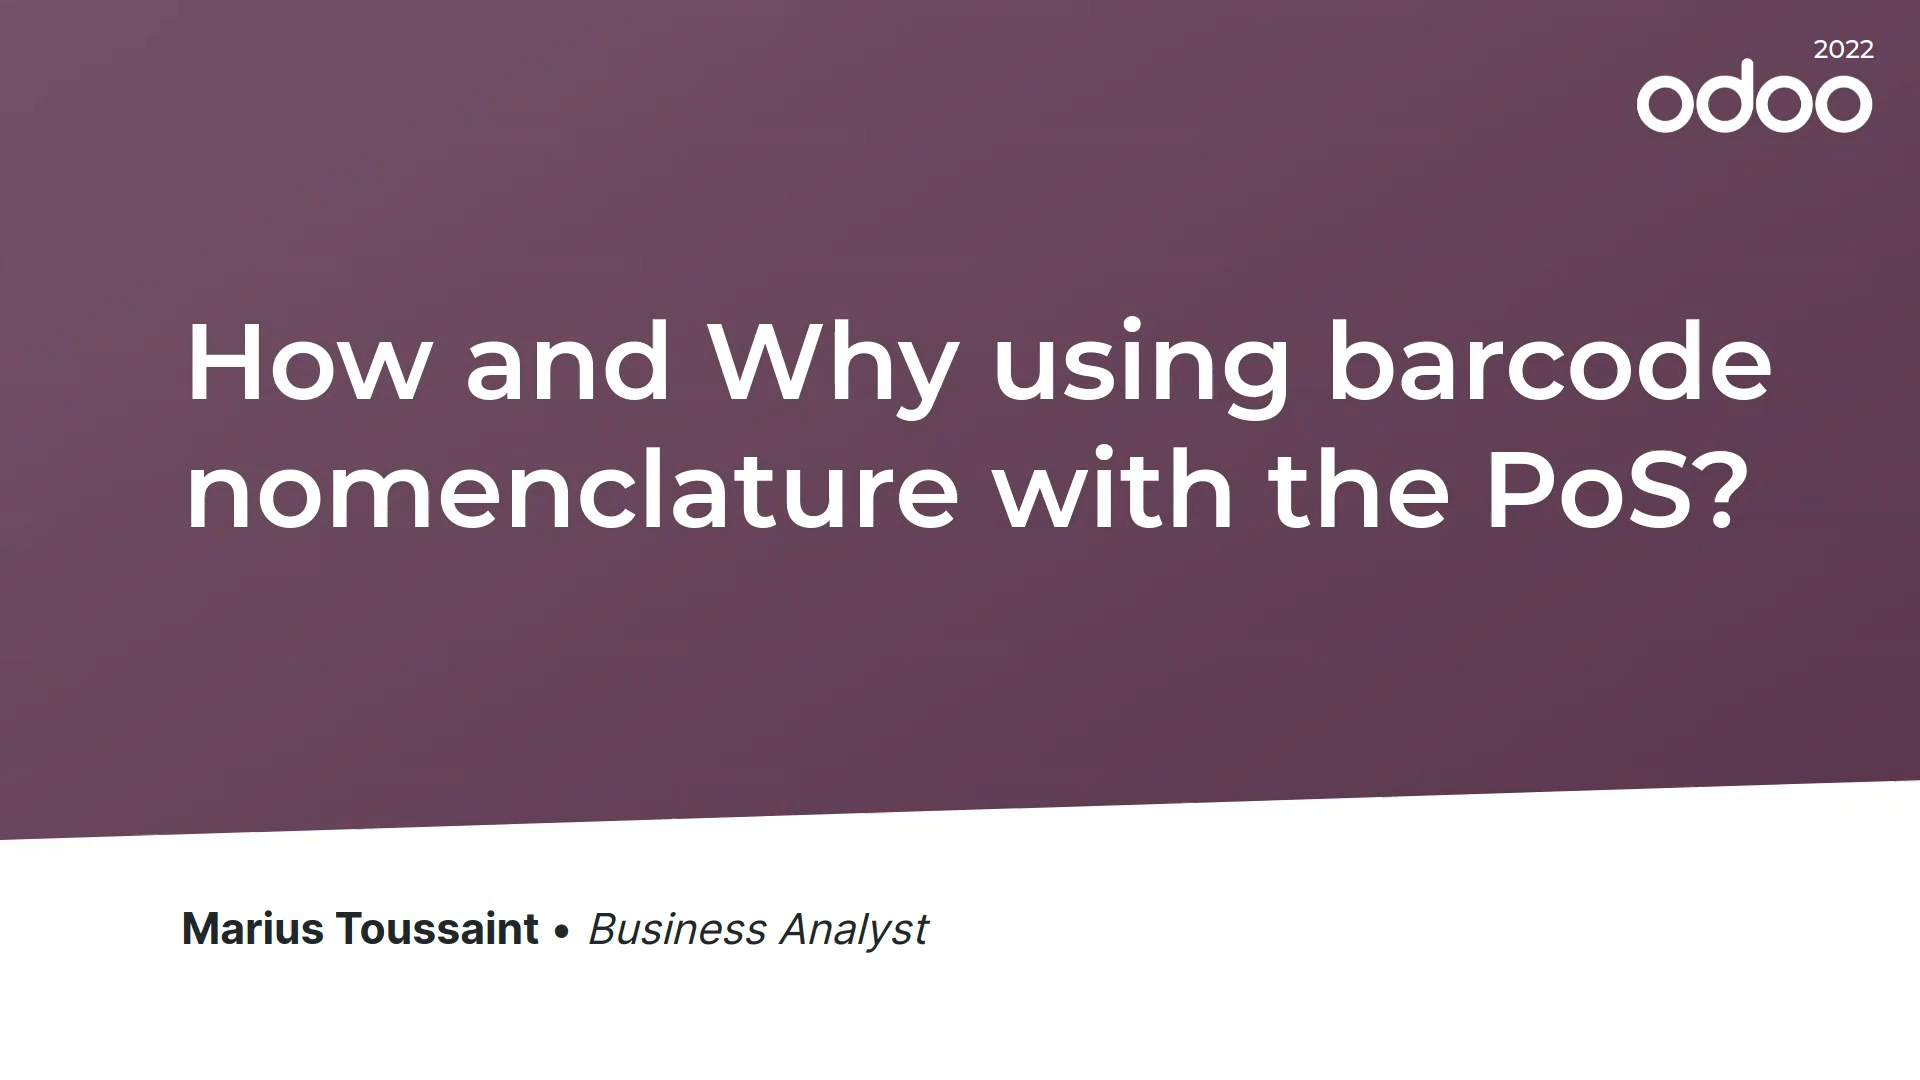 2022
odoo
How and Why using barcode
nomenclature with the PoS?
Marius Toussaint • Business Analyst